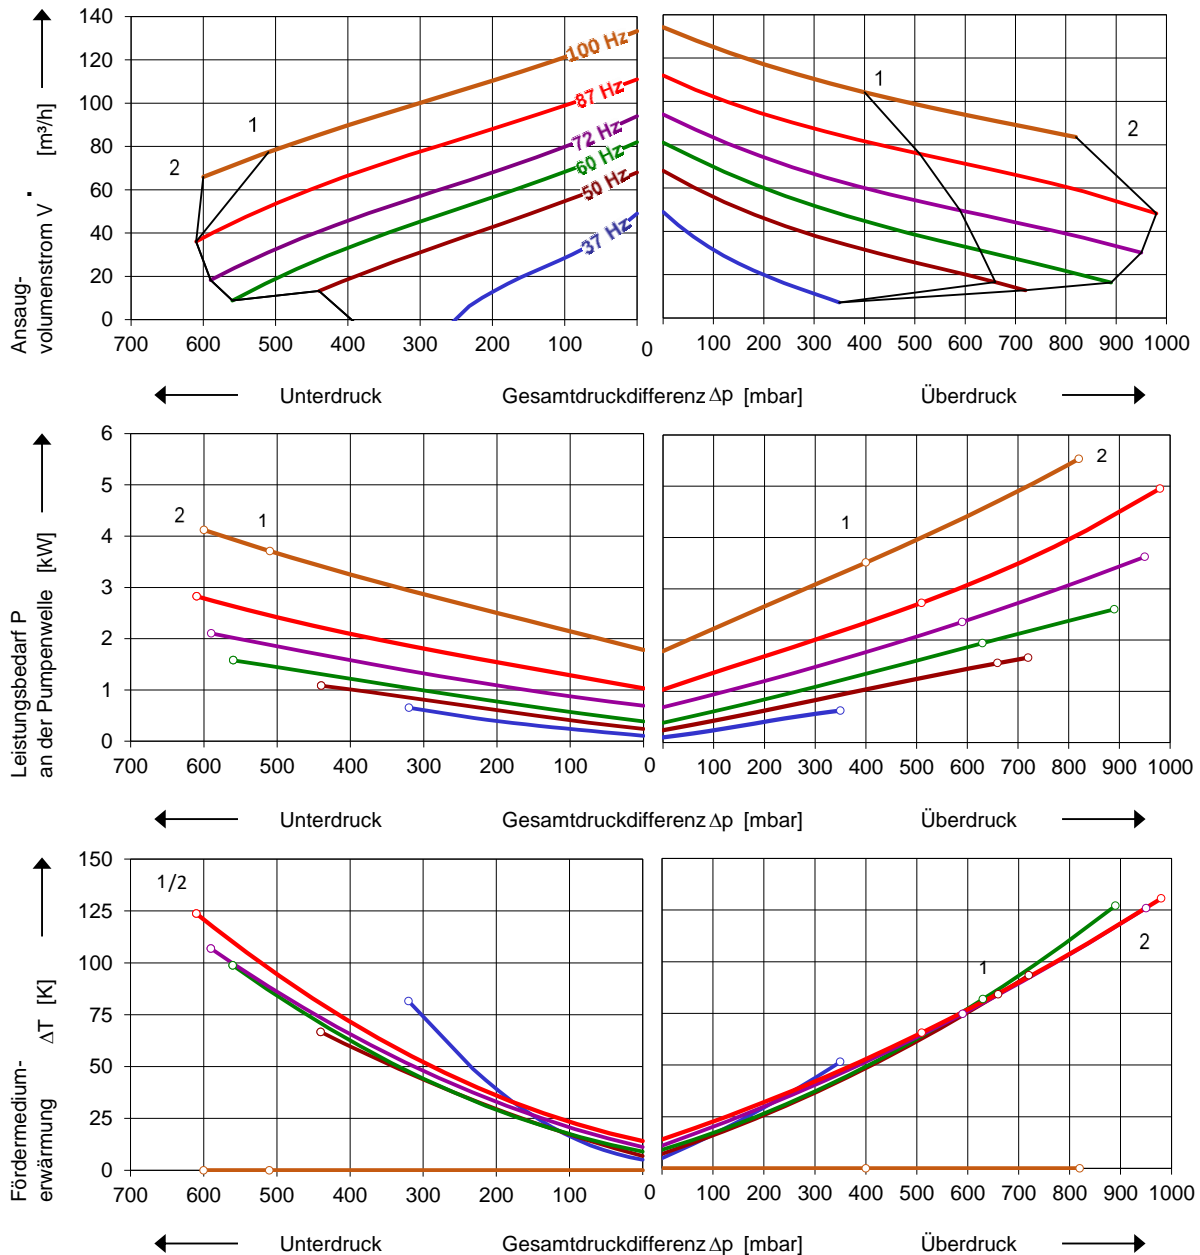 140
120
100
80
60
40
20
0
Ansaug-
volumenstrom V̇ [m³/h]
100 Hz
87 Hz
72 Hz
60 Hz
50 Hz
37 Hz
1
2
1
2
700 600 500 400 300 200 100 0 100 200 300 400 500 600 700 800 900 1000
Unterdruck Gesamtdruckdifferenz Δp [mbar] Überdruck
6
5
4
3
2
1
0
Leistungsbedarf P
an der Pumpenwelle [kW]
2 1
1
2
700 600 500 400 300 200 100 0 100 200 300 400 500 600 700 800 900 1000
Unterdruck Gesamtdruckdifferenz Δp [mbar] Überdruck
150
125
100
75
50
25
0
Fördermedium-
erwärmung ΔT [K]
1/2
1
2
700 600 500 400 300 200 100 0 100 200 300 400 500 600 700 800 900 1000
Unterdruck Gesamtdruckdifferenz Δp [mbar] Überdruck